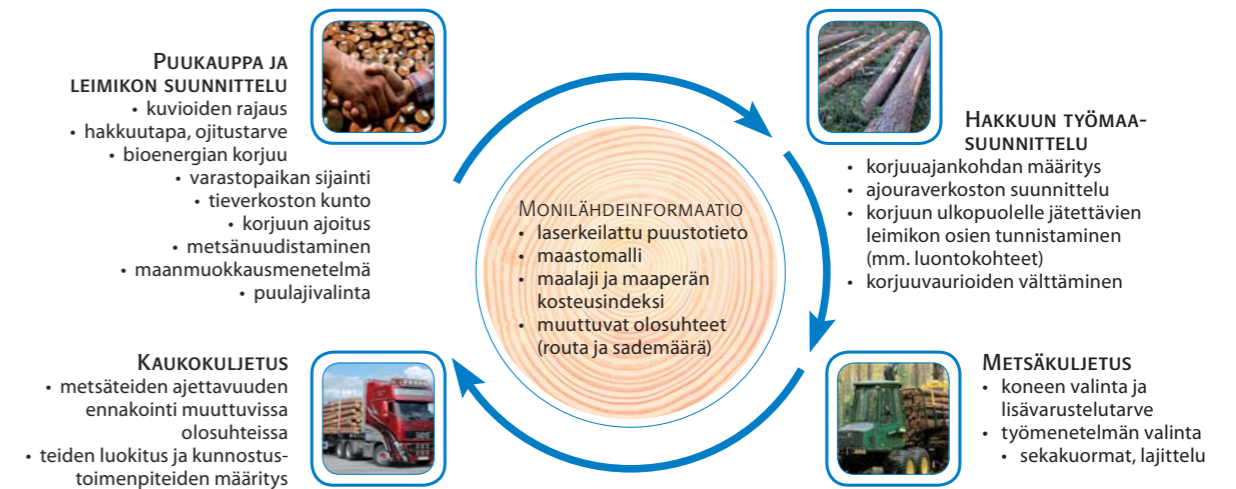 PUUKAUPPA JA
LEIMIKON SUUNNITTELU
• kuvioiden rajaus
• hakkuutapa, ojitustarve
• bioenergian korjuu
• varastopaikan sijainti
• tieverkoston kunto
• korjuun ajoitus
• metsänuudistaminen
• maanmuokkausmenetelmä
• puulajivalinta
HAKKUUN TYÖMAA-
SUUNNITTELU
• korjuuajankohdan määritys
• ajouraverkoston suunnittelu
• korjuun ulkopuolelle jätettävien
leimikon osien tunnistaminen
(mm. luontokohteet)
• korjuuvaurioiden välttäminen
MONILÄHDEINFORMAATIO
• laserkeilattu puustotieto
• maastomalli
• maalaji ja maaperän
kosteusindeksi
• muuttuvat olosuhteet
(routa ja sademäärä)
METSÄKULJETUS
• koneen valinta ja
lisävarustelutarve
• työmenetelmän valinta
• sekakuormat, lajittelu
KAUKOKULJETUS
• metsäteiden ajettavuuden
ennakointi muuttuvissa
olosuhteissa
• teiden luokitus ja kunnostus-
toimenpiteiden määritys